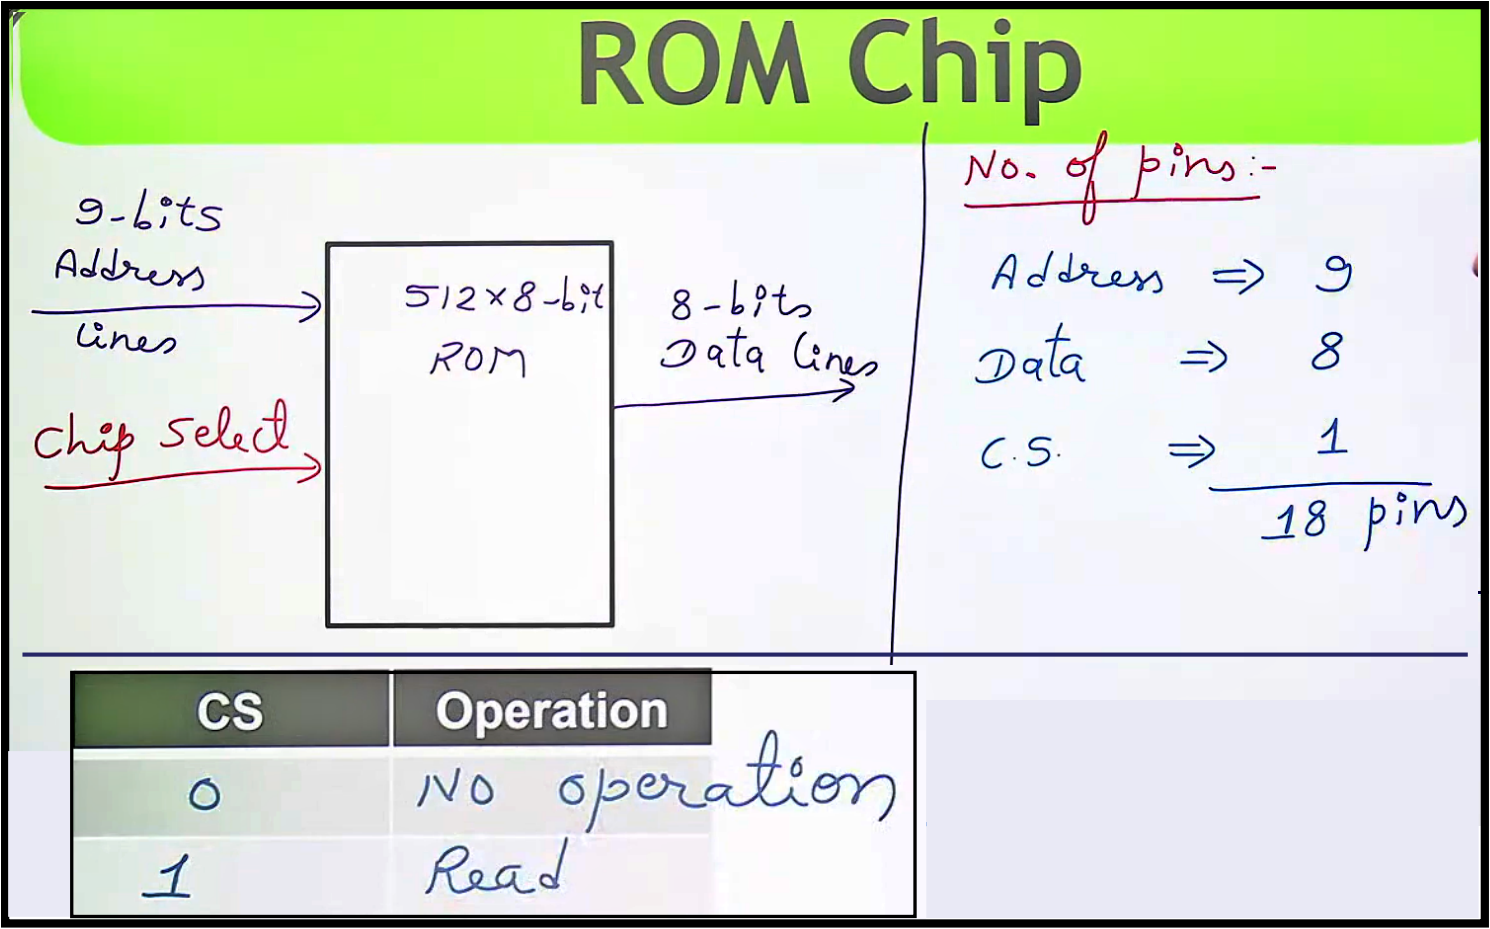 ROM Chip
9-bits
Address
Lines
Chip Select
512×8-bit
ROM
8-bits
Data Lines
No. of pins:-
Address ⇒ 9
Data ⇒ 8
C.S. ⇒ 1
18 pins
CS Operation
0 No operation
1 Read